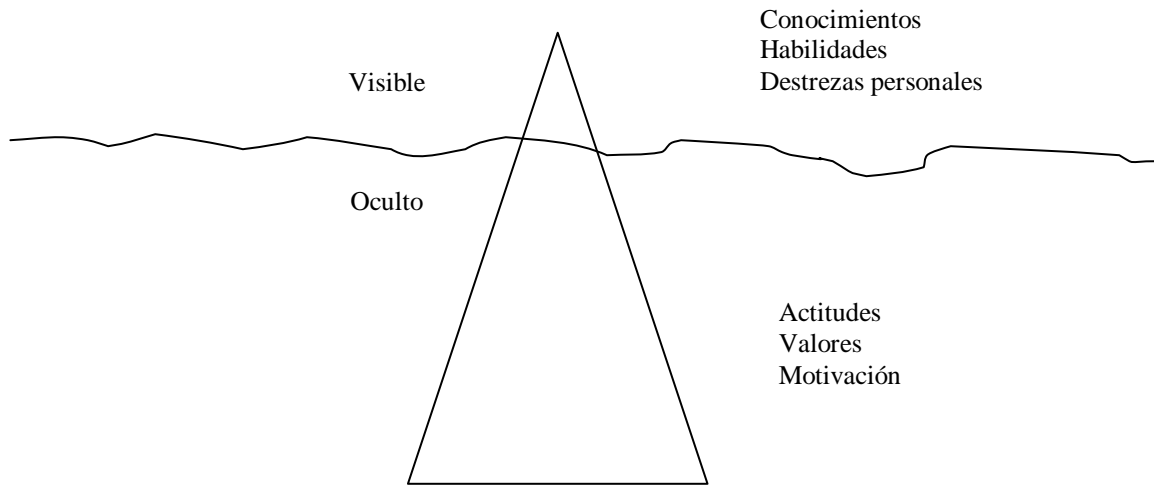 Conocimientos
Habilidades
Destrezas personales
Visible
Oculto
Actitudes
Valores
Motivación